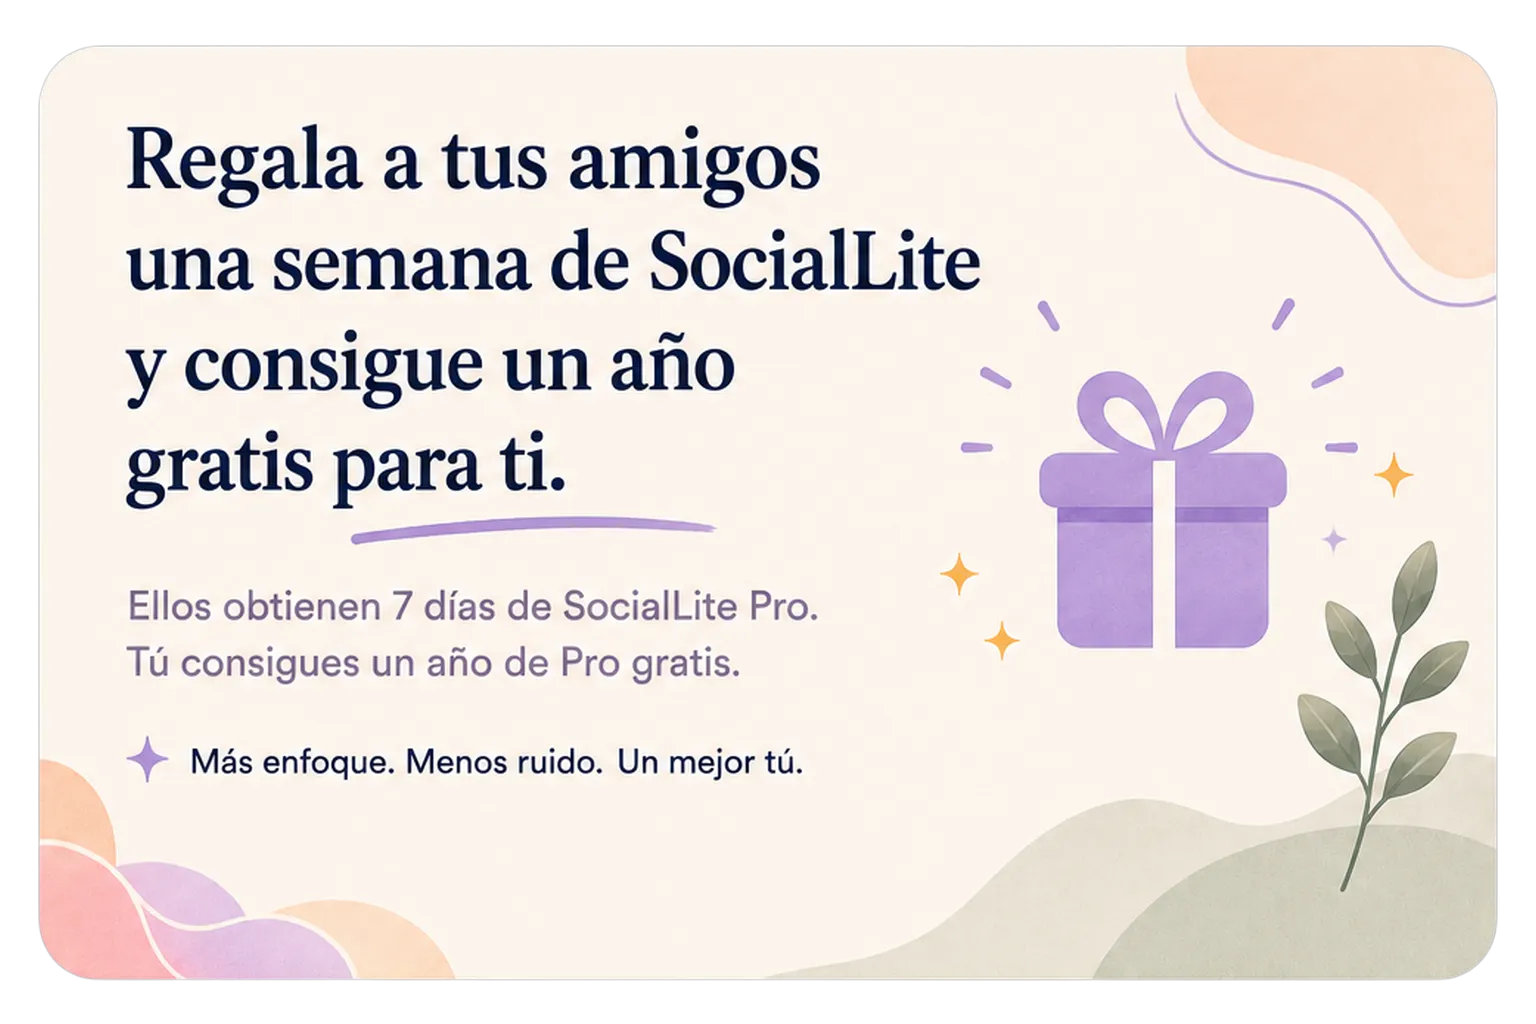 Regala a tus amigos
una semana de SocialLite
y consigue un año
gratis para ti.
Ellos obtienen 7 días de SocialLite Pro.
Tú consigues un año de Pro gratis.
Más enfoque. Menos ruido. Un mejor tú.